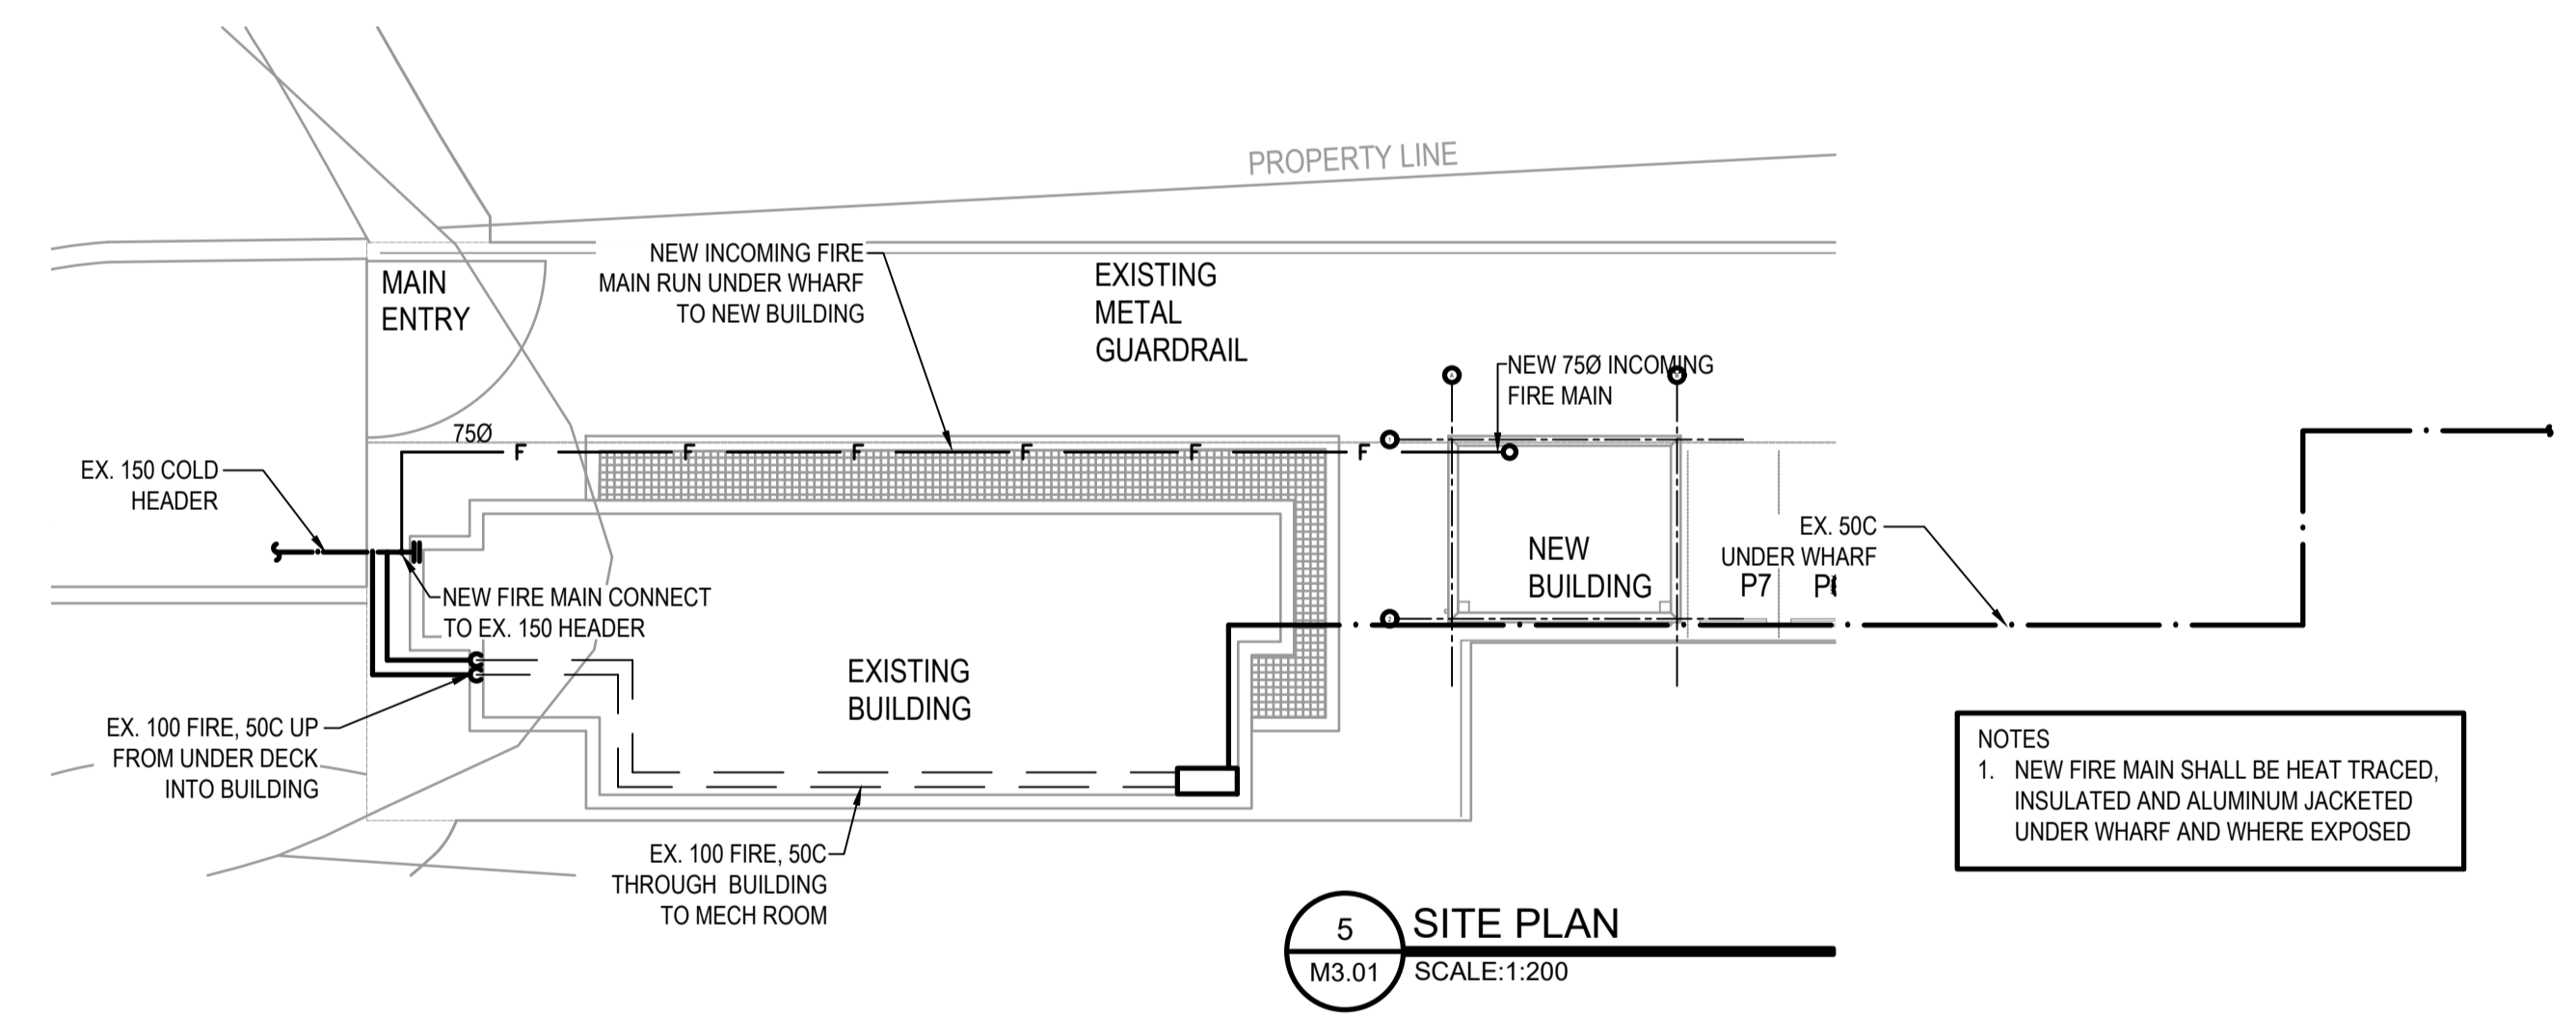 PROPERTY LINE
NEW INCOMING FIRE
MAIN RUN UNDER WHARF
TO NEW BUILDING
MAIN
ENTRY
EXISTING
METAL
GUARDRAIL
NEW 75Ø INCOMING
FIRE MAIN
75Ø
F F F F F F
EX. 150 COLD
HEADER
EX. 50C
UNDER WHARF
P7
NEW
BUILDING
NEW FIRE MAIN CONNECT
TO EX. 150 HEADER
EXISTING
BUILDING
EX. 100 FIRE, 50C UP
FROM UNDER DECK
INTO BUILDING
NOTES
1. NEW FIRE MAIN SHALL BE HEAT TRACED,
INSULATED AND ALUMINUM JACKETED
UNDER WHARF AND WHERE EXPOSED
EX. 100 FIRE, 50C
THROUGH BUILDING
TO MECH ROOM
5
M3.01
SITE PLAN
SCALE:1:200